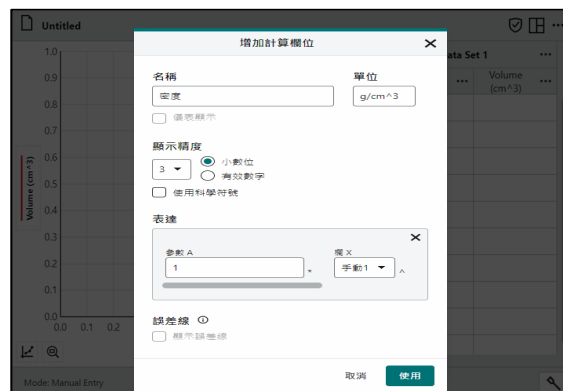 Untitled
增加計算欄位
名稱
單位
密度
g/cm^3
儀表顯示
顯示精度
3
小數位
有效數字
使用科學符號
表達
參數 A
欄 X
1
*
手動1
^
誤差線
顯示誤差線
取消
使用
1.0
0.9
0.8
0.7
0.6
0.5
0.4
0.3
0.2
0.1
0.0
0.0 0.1 0.2
Volume (cm^3)
ata Set 1
Volume
(cm^3)
Mode: Manual Entry